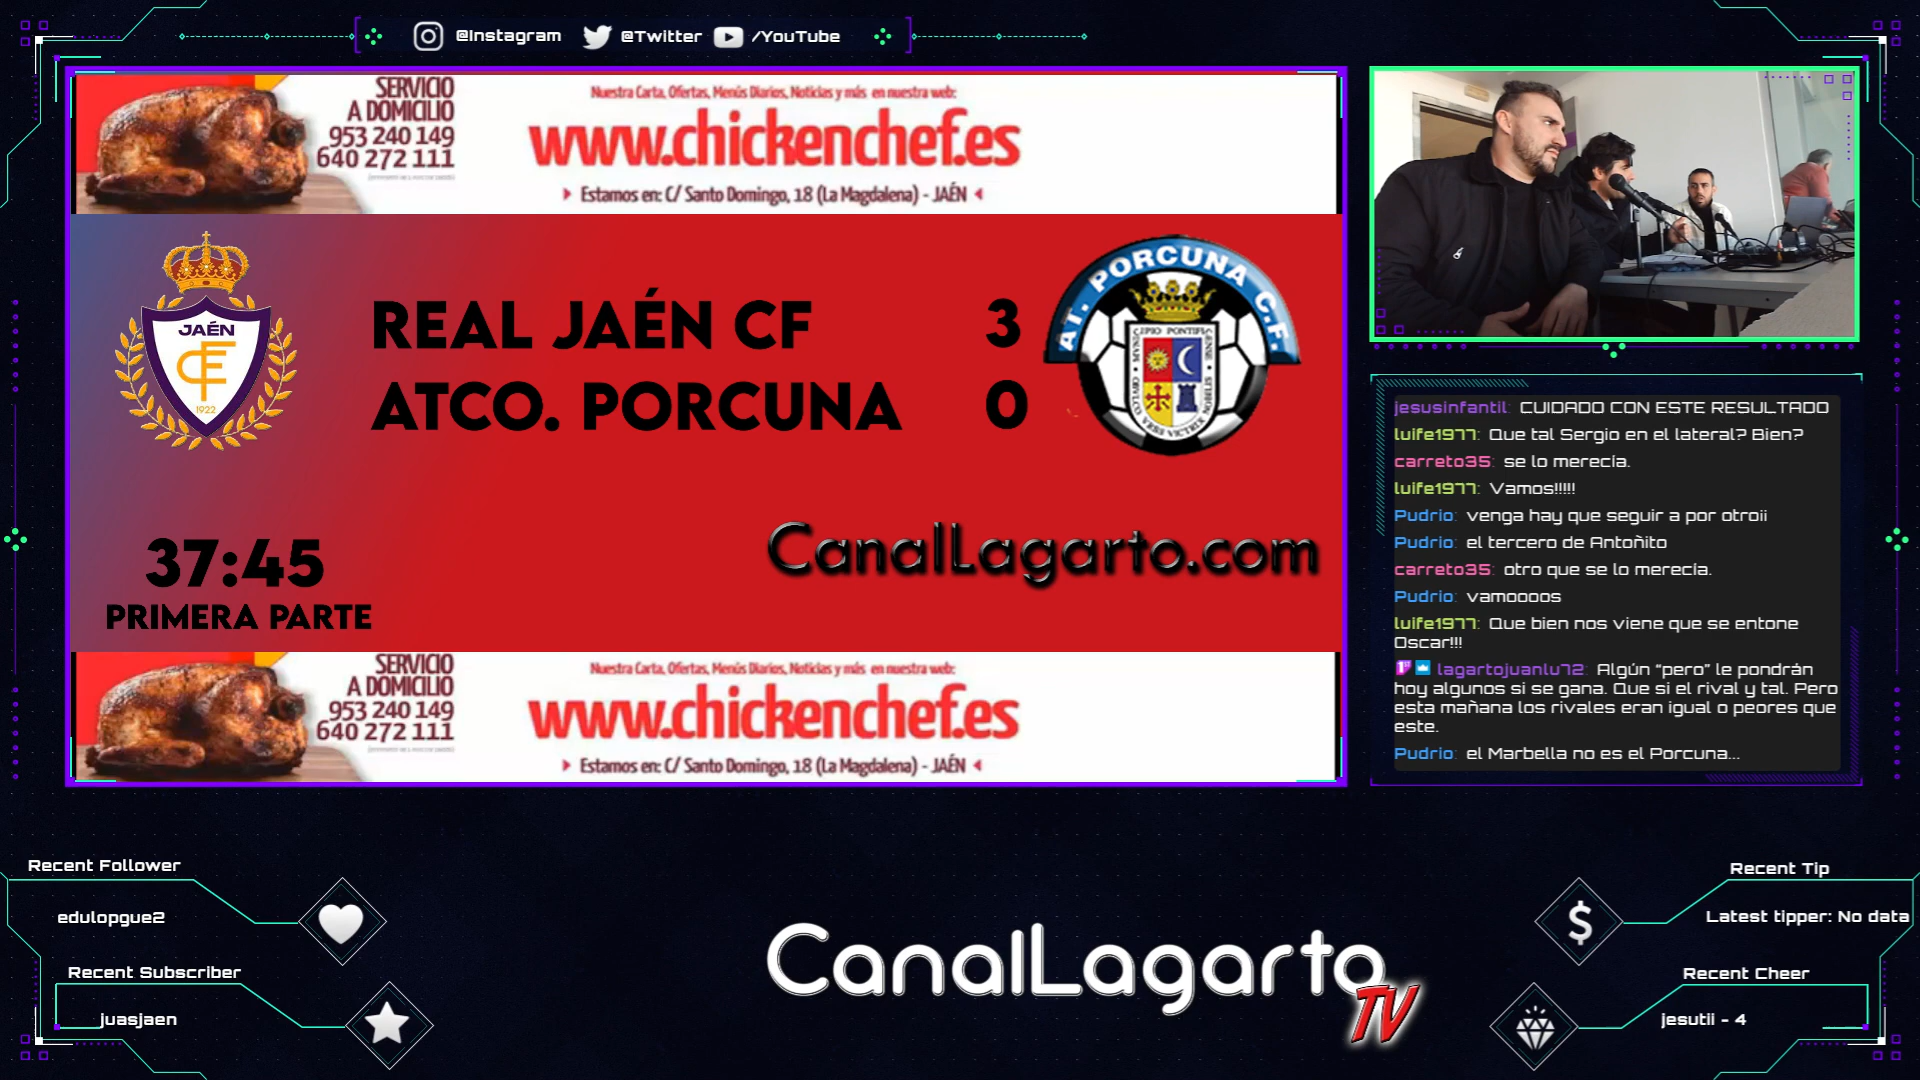 @Instagram
@Twitter
/YouTube
SERVICIO
A DOMICILIO
953 240 149
640 272 111
Nuestra Carta, Ofertas, Menús Diarios, Noticias y más en nuestra web:
www.chickenchef.es
Estamos en: C/ Santo Domingo, 18 (La Magdalena) - JAÉN
JAÉN
CF
1922
REAL JAÉN CF 3
ATCO. PORCUNA 0
AT. PORCUNA C.F.
37:45
PRIMERA PARTE
CanalLagarto.com
SERVICIO
A DOMICILIO
953 240 149
640 272 111
Nuestra Carta, Ofertas, Menús Diarios, Noticias y más en nuestra web:
www.chickenchef.es
Estamos en: C/ Santo Domingo, 18 (La Magdalena) - JAÉN
jesusinfantil: CUIDADO CON ESTE RESULTADO
luife1977: Que tal Sergio en el lateral? Bien?
carreto35: se lo merecía.
luife1977: Vamos!!!!!
Pudrio: venga hay que seguir a por otro¡¡
Pudrio: el tercero de Antoñito
carreto35: otro que se lo merecía.
Pudrio: vamoooos
luife1977: Que bien nos viene que se entone
Oscar!!!
1ST lagartojuanlu72: Algún “pero” le pondrán
hoy algunos si se gana. Que si el rival y tal. Pero
esta mañana los rivales eran igual o peores que
este.
Pudrio: el Marbella no es el Porcuna...
Recent Follower
edulopgue2
Recent Subscriber
juasjaen
CanalLagarto
TV
Recent Tip
Latest tipper: No data
Recent Cheer
jesutii - 4